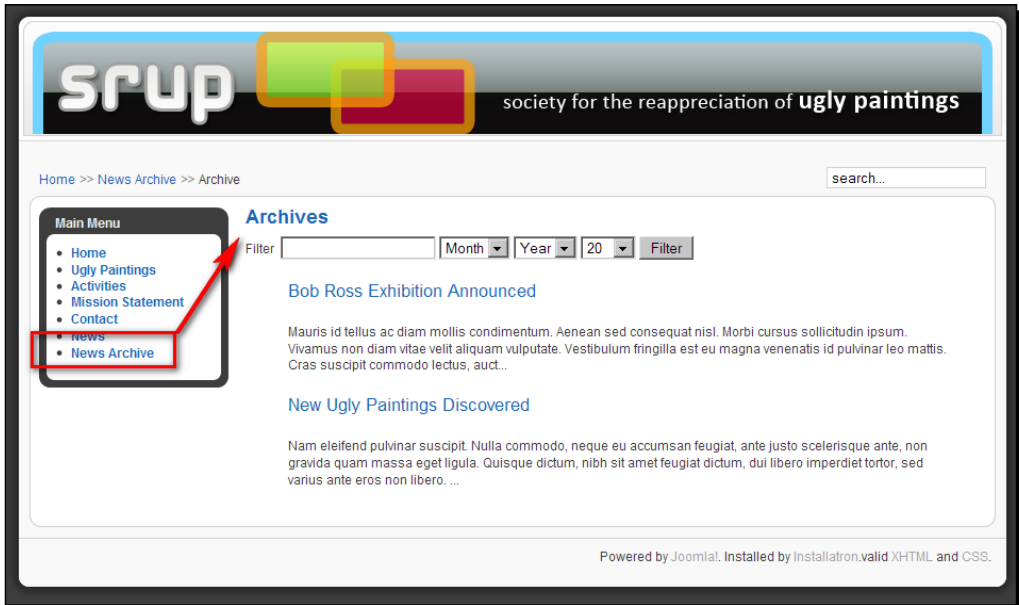 srup
society for the reappreciation of ugly paintings
Home >> News Archive >> Archive
search...
Main Menu
Home
Ugly Paintings
Activities
Mission Statement
Contact
News
News Archive
Archives
Filter Month Year 20 Filter
Bob Ross Exhibition Announced
Mauris id tellus ac diam mollis condimentum. Aenean sed consequat nisl. Morbi cursus sollicitudin ipsum.
Vivamus non diam vitae velit aliquam vulputate. Vestibulum fringilla est eu magna venenatis id pulvinar leo mattis.
Cras suscipit commodo lectus, auct...
New Ugly Paintings Discovered
Nam eleifend pulvinar suscipit. Nulla commodo, neque eu accumsan feugiat, ante justo scelerisque ante, non
gravida quam massa eget ligula. Quisque dictum, nibh sit amet feugiat dictum, dui libero imperdiet tortor, sed
varius ante eros non libero. ...
Powered by Joomla!. Installed by Installatron.valid XHTML and CSS.